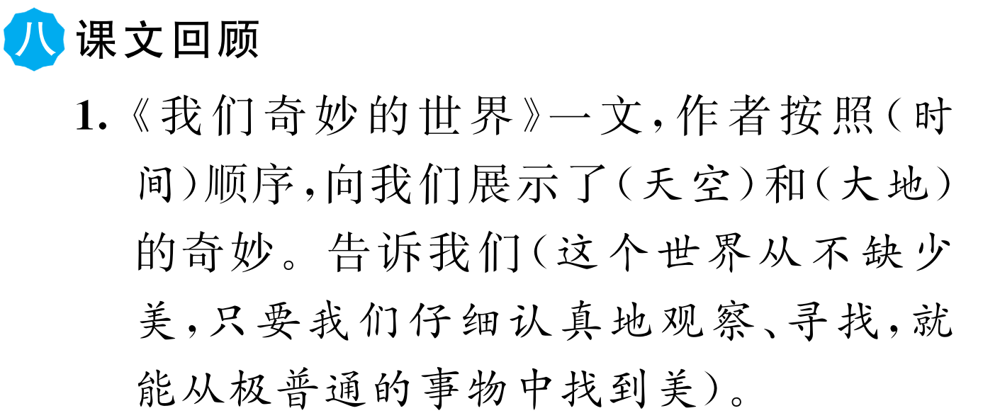 八 课文回顾
1.《我们奇妙的世界》一文,作者按照(时
间)顺序,向我们展示了(天空)和(大地)
的奇妙。告诉我们(这个世界从不缺少
美,只要我们仔细认真地观察、寻找,就
能从极普通的事物中找到美)。